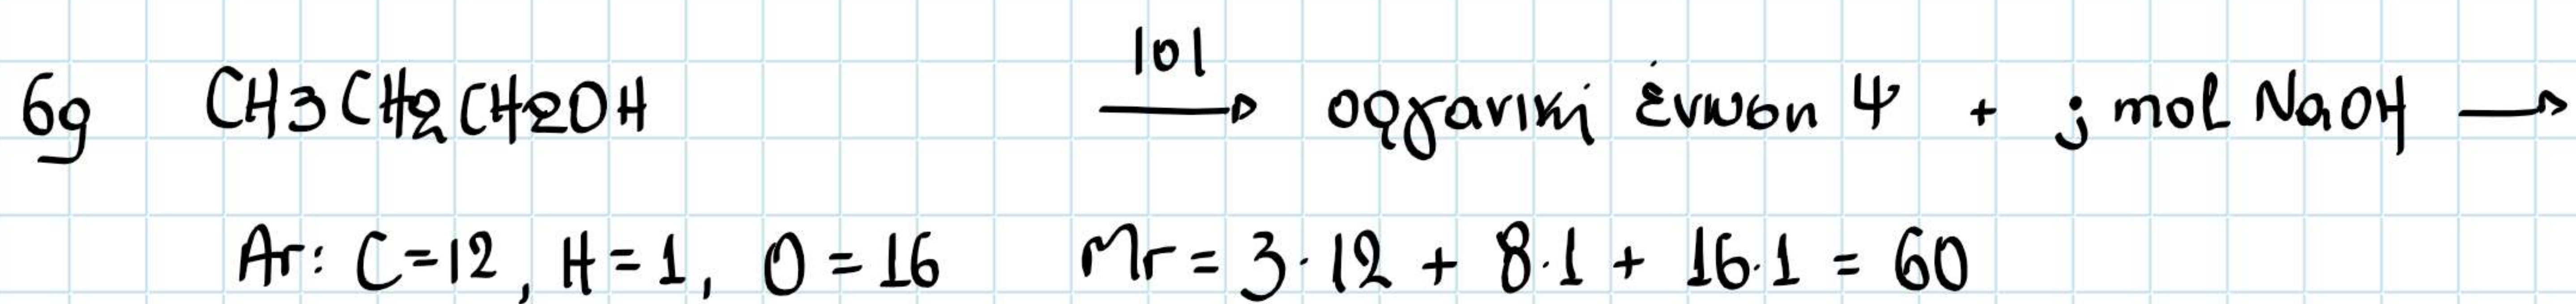 6g CH3CH2CH2OH |O| → οργανική ένωση Ψ + ; mol NaOH →
Ar: C=12, H=1, O=16 Mr = 3·12 + 8·1 + 16·1 = 60